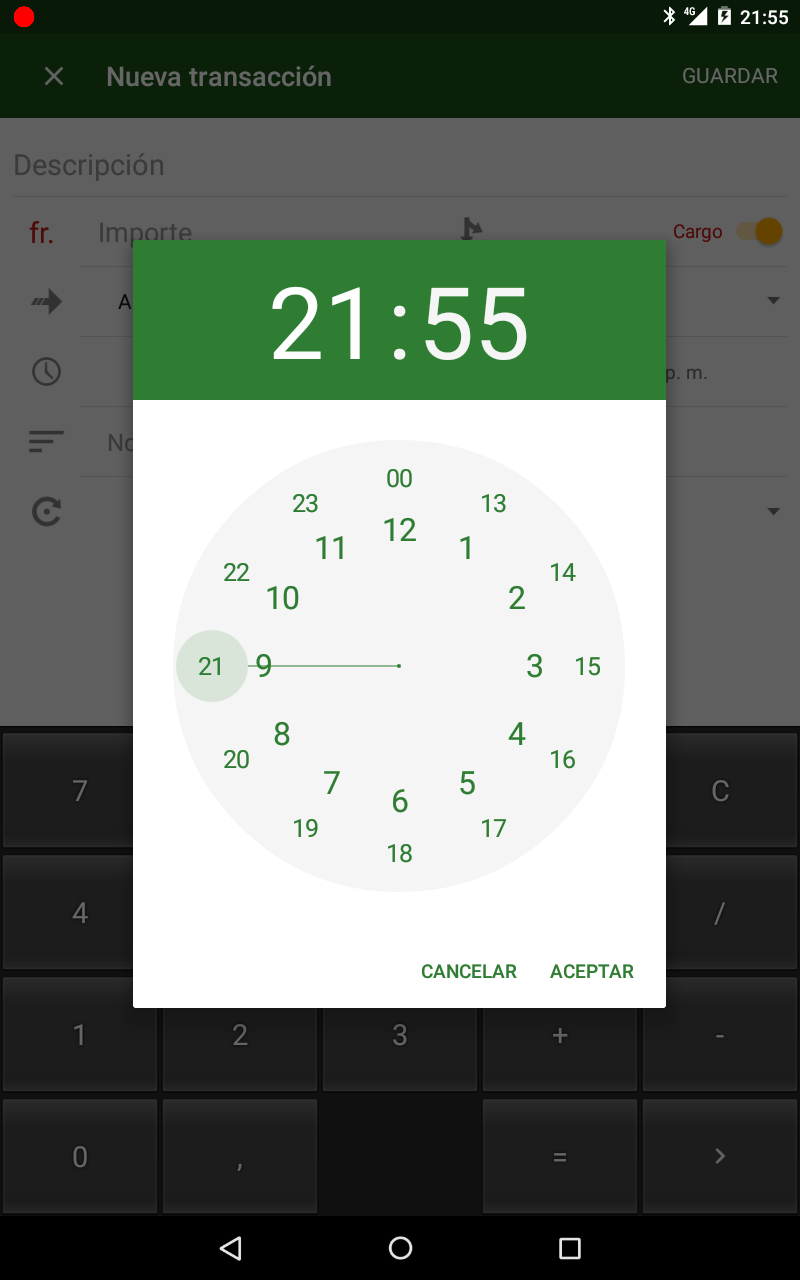 4G 21:55
Nueva transacción GUARDAR
Descripción
fr. Importe Cargo
21:55
p. m.
00
23 13
12
11 1
22 14
10 2
21 9 3 15
8 4
20 16
7 5
6
19 17
18
CANCELAR ACEPTAR
7 C
4 /
1 2 3 + -
0 , = >